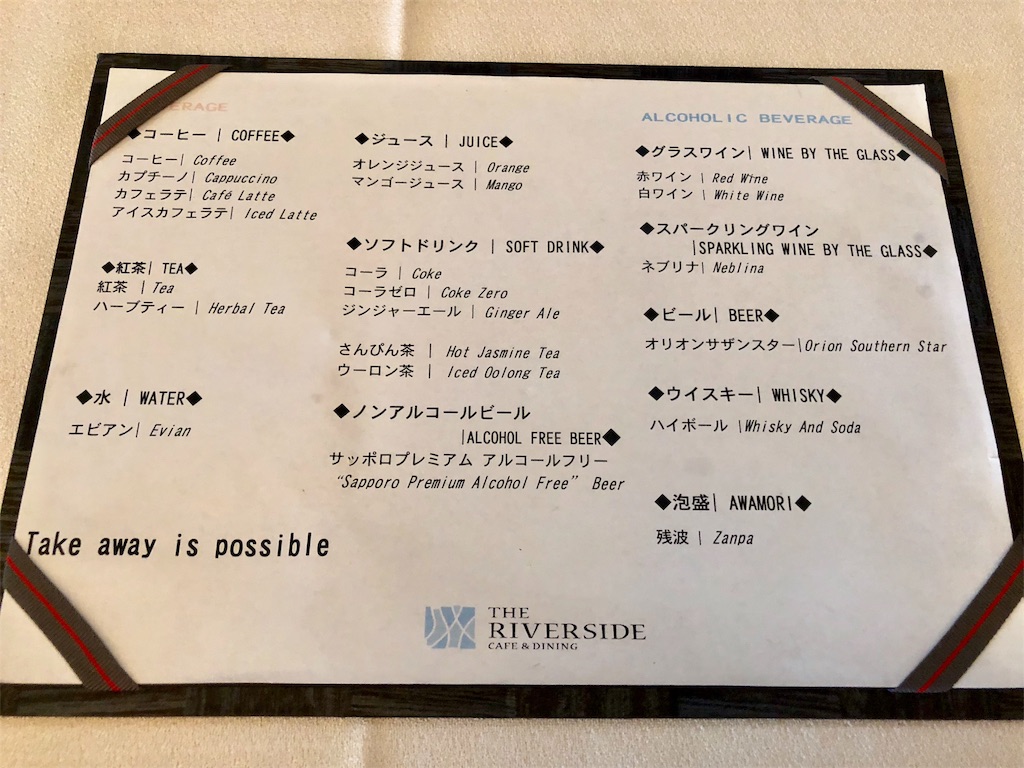 ERAGE
◆コーヒー | COFFEE◆
コーヒー| Coffee
カプチーノ| Cappuccino
カフェラテ| Café Latte
アイスカフェラテ| Iced Latte
◆紅茶| TEA◆
紅茶 | Tea
ハーブティー | Herbal Tea
◆水 | WATER◆
エビアン| Evian
◆ジュース | JUICE◆
オレンジジュース | Orange
マンゴージュース | Mango
◆ソフトドリンク | SOFT DRINK◆
コーラ | Coke
コーラゼロ | Coke Zero
ジンジャーエール | Ginger Ale
さんぴん茶 | Hot Jasmine Tea
ウーロン茶 | Iced Oolong Tea
◆ノンアルコールビール
|ALCOHOL FREE BEER◆
サッポロプレミアム アルコールフリー
“Sapporo Premium Alcohol Free” Beer
ALCOHOLIC BEVERAGE
◆グラスワイン| WINE BY THE GLASS◆
赤ワイン | Red Wine
白ワイン | White Wine
◆スパークリングワイン
|SPARKLING WINE BY THE GLASS◆
ネブリナ| Neblina
◆ビール| BEER◆
オリオンサザンスター|Orion Southern Star
◆ウイスキー| WHISKY◆
ハイボール |Whisky And Soda
◆泡盛| AWAMORI◆
残波 | Zanpa
Take away is possible
THE
RIVERSIDE
CAFE & DINING